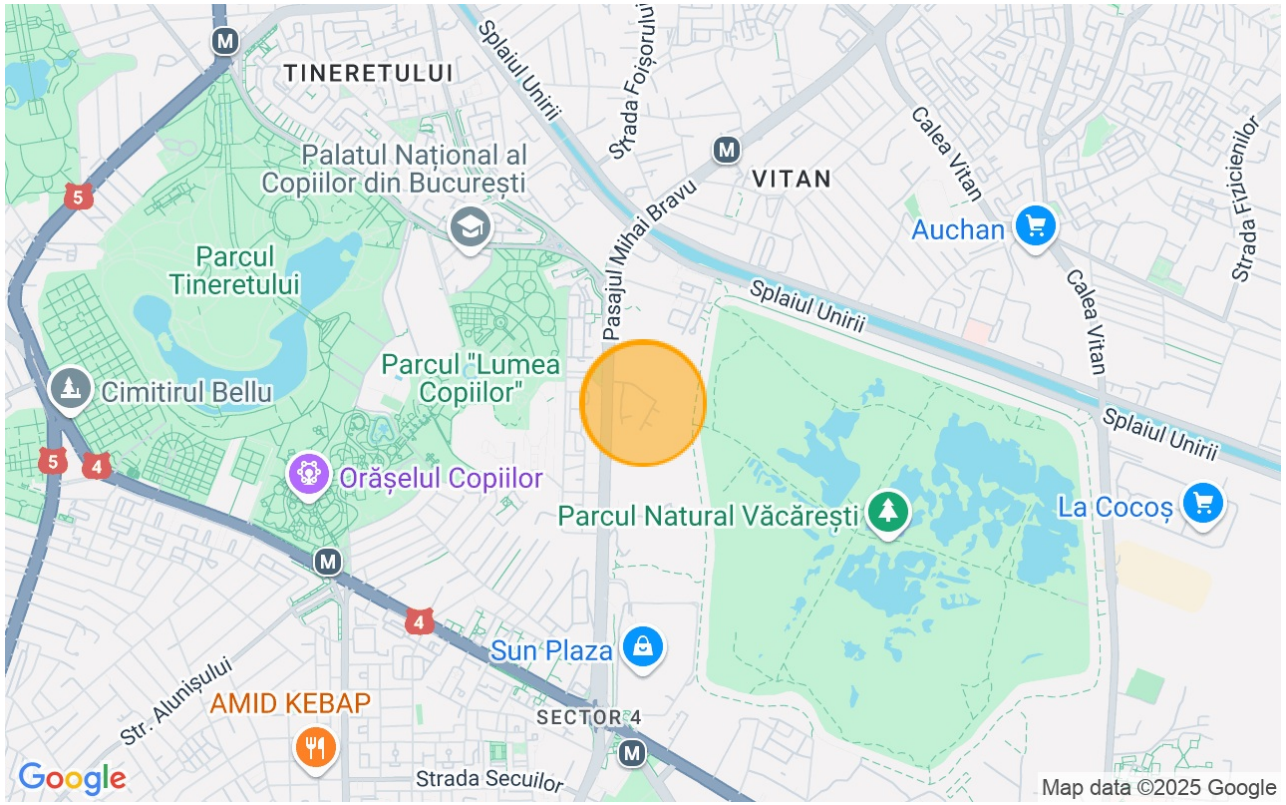 M
TINERETULUI
Splaiul Unirii
Strada Foișorului
Palatul Național al
Copiilor din București
M
VITAN
Calea Vitan
Strada Fizicienilor
5
Auchan
Parcul
Tineretului
Pasajul Mihai Bravu
Splaiul Unirii
Calea Vitan
Parcul "Lumea
Copiilor"
Cimitirul Bellu
Splaiul Unirii
5
4
Orășelul Copiilor
Parcul Natural Văcărești
La Cocoș
M
4
Sun Plaza
Str. Alunișului
AMID KEBAP
SECTOR 4
M
Strada Secuilor
Google
Map data ©2025 Google